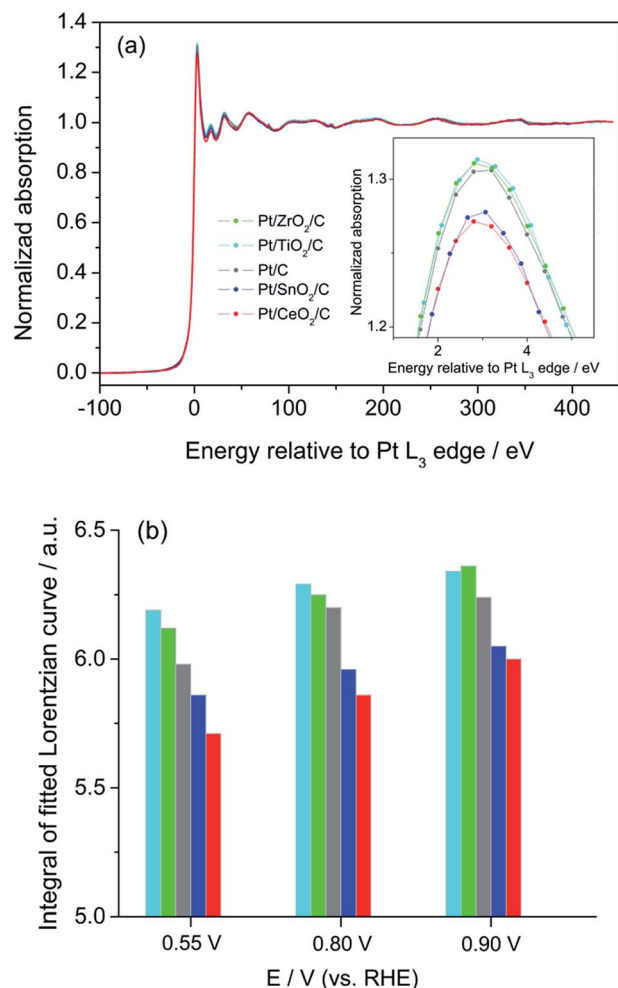 (a)
Normalizad absorption
1.4
1.2
1.0
0.8
0.6
0.4
0.2
0.0
Pt/ZrO₂/C
Pt/TiO₂/C
Pt/C
Pt/SnO₂/C
Pt/CeO₂/C
Normalizad absorption
1.3
1.2
2 4
Energy relative to Pt L₃ edge / eV
-100 0 100 200 300 400
Energy relative to Pt L₃ edge / eV
(b)
Integral of fitted Lorentzian curve / a.u.
6.5
6.0
5.5
5.0
0.55 V 0.80 V 0.90 V
E / V (vs. RHE)